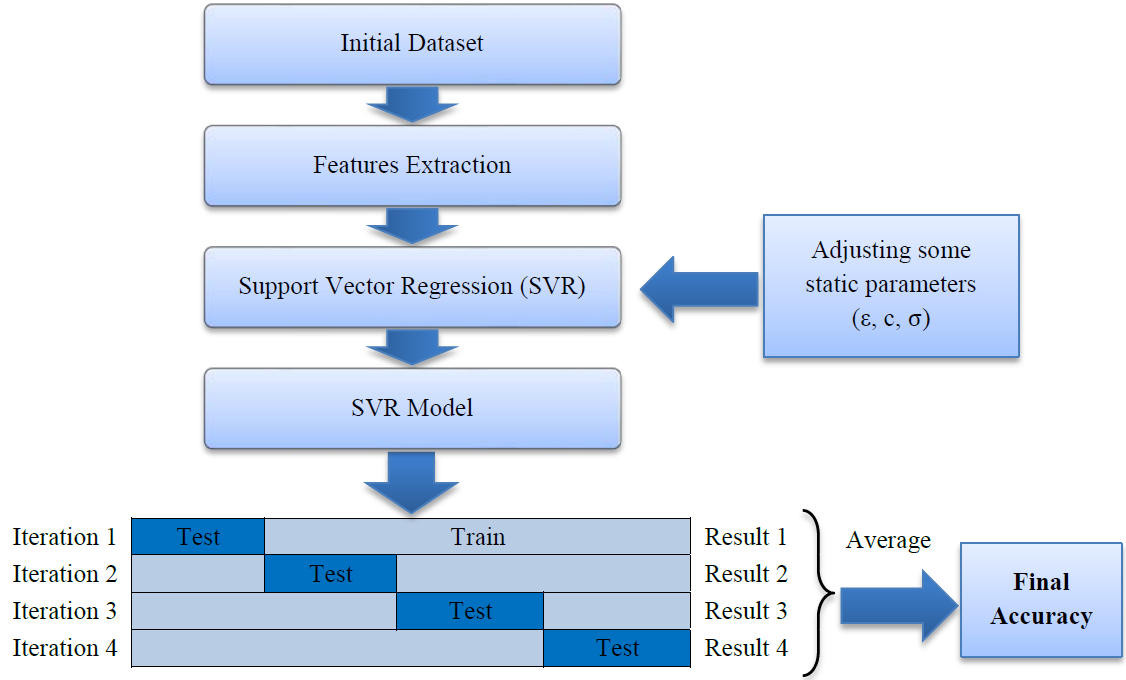 Initial Dataset
Features Extraction
Support Vector Regression (SVR)
Adjusting some
static parameters
(ε, c, σ)
SVR Model
Iteration 1 Test Train Result 1
Iteration 2 Test Result 2
Iteration 3 Test Result 3
Iteration 4 Test Result 4
Average
Final
Accuracy